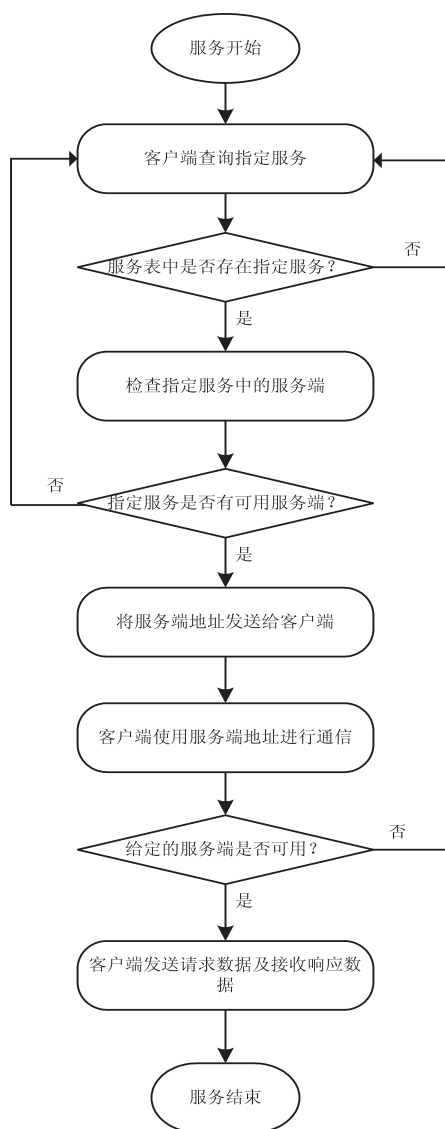 服务开始
客户端查询指定服务
否
服务表中是否存在指定服务？
是
检查指定服务中的服务端
否
指定服务是否有可用服务端？
是
将服务端地址发送给客户端
客户端使用服务端地址进行通信
否
给定的服务端是否可用？
是
客户端发送请求数据及接收响应数
据
服务结束